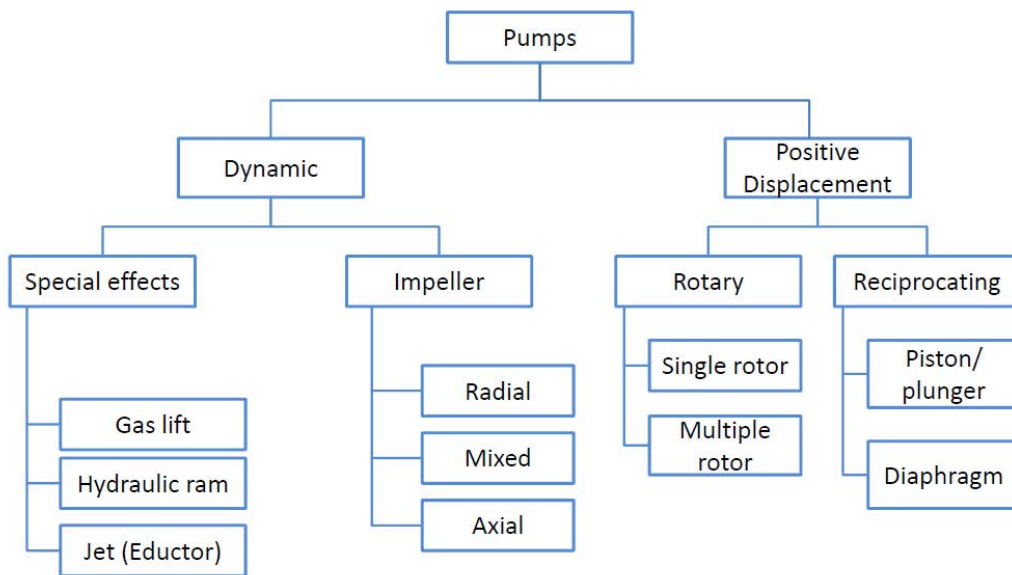 Pumps
Dynamic
Positive
Displacement
Special effects
Impeller
Rotary
Reciprocating
Gas lift
Hydraulic ram
Jet (Eductor)
Radial
Mixed
Axial
Single rotor
Multiple
rotor
Piston/
plunger
Diaphragm